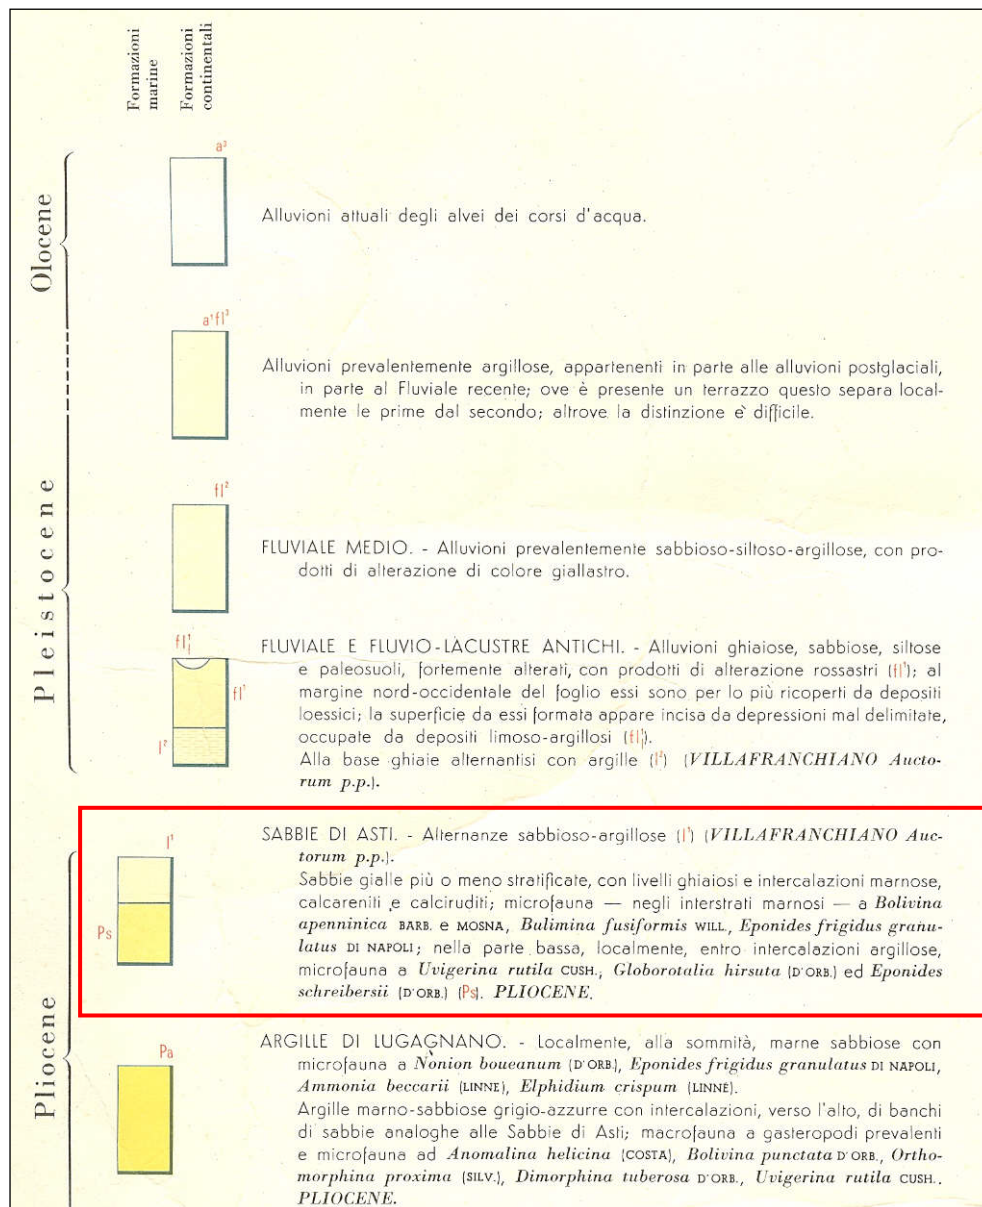 Formazioni
marine
Formazioni
continentali
Olocene
a³
Alluvioni attuali degli alvei dei corsi d'acqua.
a¹fl³
Alluvioni prevalentemente argillose, appartenenti in parte alle alluvioni postglaciali,
in parte al Fluviale recente; ove è presente un terrazzo questo separa local-
mente le prime dal secondo; altrove la distinzione è difficile.
Pleistocene
fl²
FLUVIALE MEDIO. - Alluvioni prevalentemente sabbioso-siltoso-argillose, con pro-
dotti di alterazione di colore giallastro.
fl¹₁
fl¹
l²
FLUVIALE E FLUVIO-LACUSTRE ANTICHI. - Alluvioni ghiaiose, sabbiose, siltose
e paleosuoli, fortemente alterati, con prodotti di alterazione rossastri (fl¹); al
margine nord-occidentale del foglio essi sono per lo più ricoperti da depositi
loessici; la superficie da essi formata appare incisa da depressioni mal delimitate,
occupate da depositi limoso-argillosi (fl¹₁).
Alla base ghiaie alternantisi con argille (l²) (VILLAFRANCHIANO Aucto-
rum p.p.).
l¹
Ps
SABBIE DI ASTI. - Alternanze sabbioso-argillose (l¹) (VILLAFRANCHIANO Auc-
torum p.p.).
Sabbie gialle più o meno stratificate, con livelli ghiaiosi e intercalazioni marnose,
calcareniti e calciruditi; microfauna — negli interstrati marnosi — a Bolivina
apenninica BARB. e MOSNA, Bulimina fusiformis WILL., Eponides frigidus granu-
latus DI NAPOLI; nella parte bassa, localmente, entro intercalazioni argillose,
microfauna a Uvigerina rutila CUSH., Globorotalia hirsuta (D'ORB.) ed Eponides
schreibersii (D'ORB.) (Ps). PLIOCENE.
Pliocene
Pa
ARGILLE DI LUGAGNANO. - Localmente, alla sommità, marne sabbiose con
microfauna a Nonion boueanum (D'ORB.), Eponides frigidus granulatus DI NAPOLI,
Ammonia beccarii (LINNE), Elphidium crispum (LINNE).
Argille marno-sabbiose grigio-azzurre con intercalazioni, verso l'alto, di banchi
di sabbie analoghe alle Sabbie di Asti; macrofauna a gasteropodi prevalenti
e microfauna ad Anomalina helicina (COSTA), Bolivina punctata D'ORB., Ortho-
morphina proxima (SILV.), Dimorphina tuberosa D'ORB., Uvigerina rutila CUSH..
PLIOCENE.